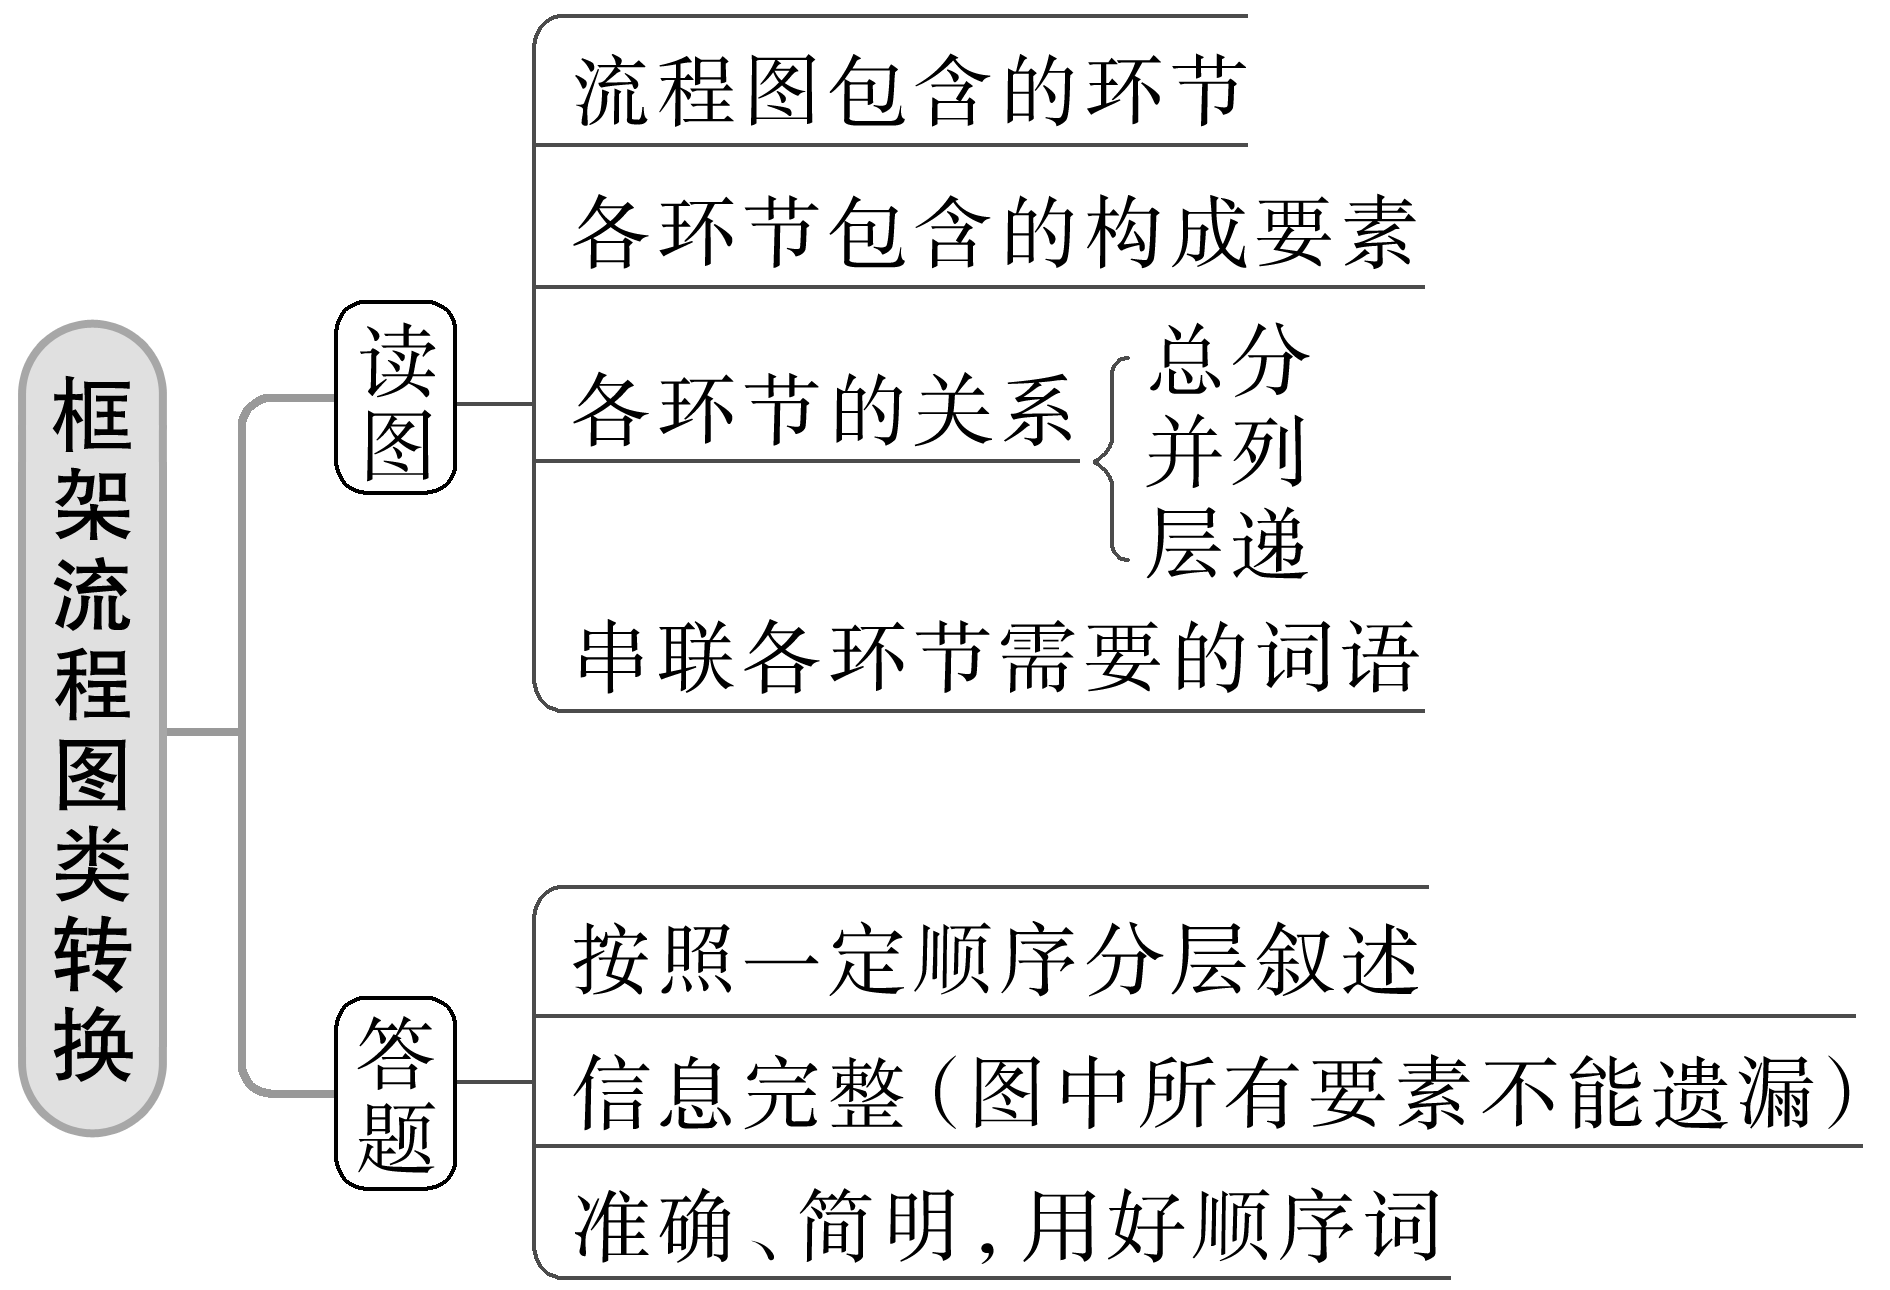 框架流程图类转换
读图
流程图包含的环节
各环节包含的构成要素
各环节的关系
总分
并列
层递
串联各环节需要的词语
答题
按照一定顺序分层叙述
信息完整(图中所有要素不能遗漏)
准确、简明,用好顺序词